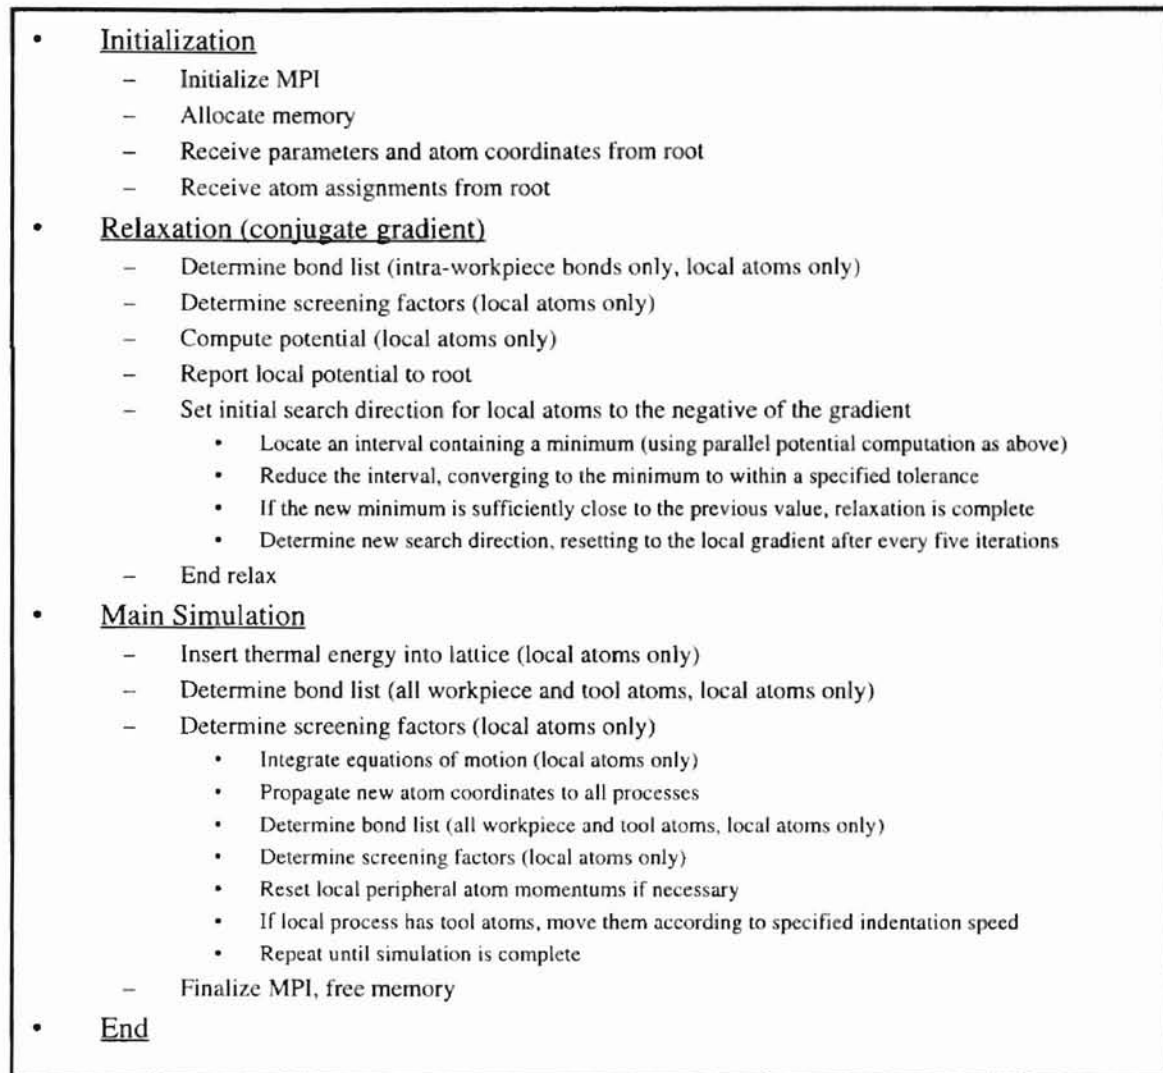 • Initialization
– Initialize MPI
– Allocate memory
– Receive parameters and atom coordinates from root
– Receive atom assignments from root
• Relaxation (conjugate gradient)
– Determine bond list (intra-workpiece bonds only, local atoms only)
– Determine screening factors (local atoms only)
– Compute potential (local atoms only)
– Report local potential to root
– Set initial search direction for local atoms to the negative of the gradient
• Locate an interval containing a minimum (using parallel potential computation as above)
• Reduce the interval, converging to the minimum to within a specified tolerance
• If the new minimum is sufficiently close to the previous value, relaxation is complete
• Determine new search direction, resetting to the local gradient after every five iterations
– End relax
• Main Simulation
– Insert thermal energy into lattice (local atoms only)
– Determine bond list (all workpiece and tool atoms, local atoms only)
– Determine screening factors (local atoms only)
• Integrate equations of motion (local atoms only)
• Propagate new atom coordinates to all processes
• Determine bond list (all workpiece and tool atoms, local atoms only)
• Determine screening factors (local atoms only)
• Reset local peripheral atom momentums if necessary
• If local process has tool atoms, move them according to specified indentation speed
• Repeat until simulation is complete
– Finalize MPI, free memory
• End